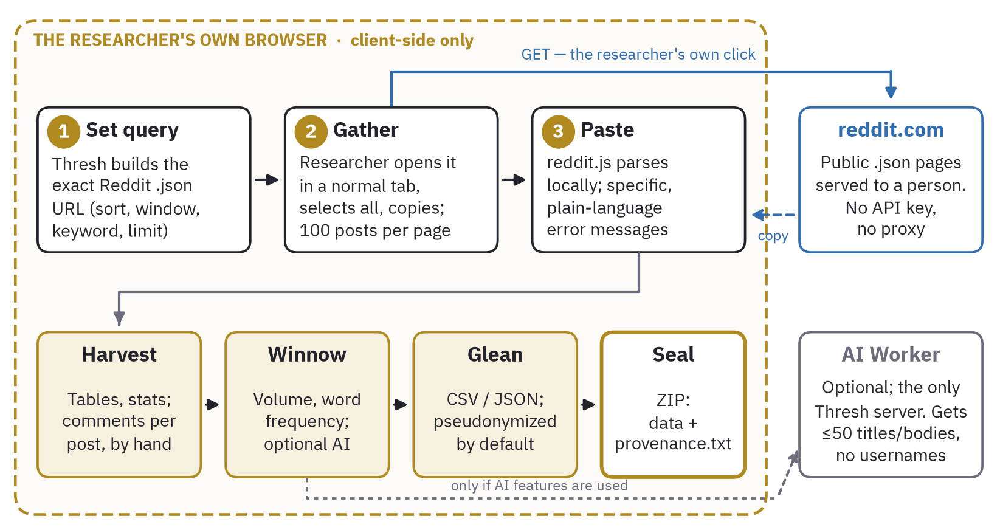 THE RESEARCHER'S OWN BROWSER · client-side only
GET — the researcher's own click
1 Set query
Thresh builds the
exact Reddit .json
URL (sort, window,
keyword, limit)
2 Gather
Researcher opens it
in a normal tab,
selects all, copies;
100 posts per page
3 Paste
reddit.js parses
locally; specific,
plain-language
error messages
reddit.com
Public .json pages
served to a person.
No API key,
no proxy
copy
Harvest
Tables, stats;
comments per
post, by hand
Winnow
Volume, word
frequency;
optional AI
Glean
CSV / JSON;
pseudonymized
by default
Seal
ZIP:
data +
provenance.txt
AI Worker
Optional; the only
Thresh server. Gets
≤50 titles/bodies,
no usernames
only if AI features are used